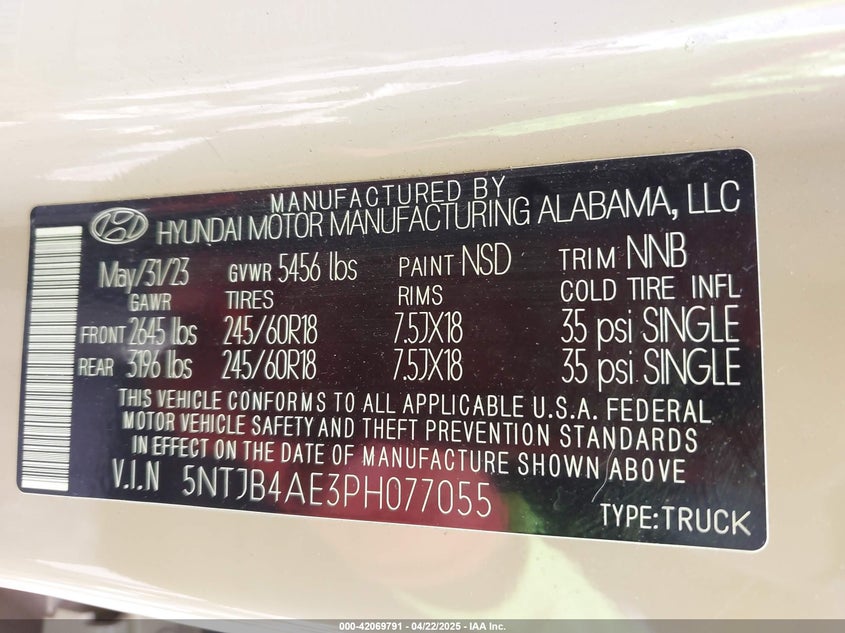 MANUFACTURED BY
HYUNDAI MOTOR MANUFACTURING ALABAMA, LLC
May/31/23 GVWR 5456 lbs PAINT NSD TRIM NNB
GAWR TIRES RIMS COLD TIRE INFL
FRONT 2645 lbs 245/60R18 7.5JX18 35 psi SINGLE
REAR 3196 lbs 245/60R18 7.5JX18 35 psi SINGLE
THIS VEHICLE CONFORMS TO ALL APPLICABLE U.S.A. FEDERAL
MOTOR VEHICLE SAFETY AND THEFT PREVENTION STANDARDS
IN EFFECT ON THE DATE OF MANUFACTURE SHOWN ABOVE
V.I.N 5NTJB4AE3PH077055
TYPE:TRUCK
000-42069791 - 04/22/2025 - IAA Inc.